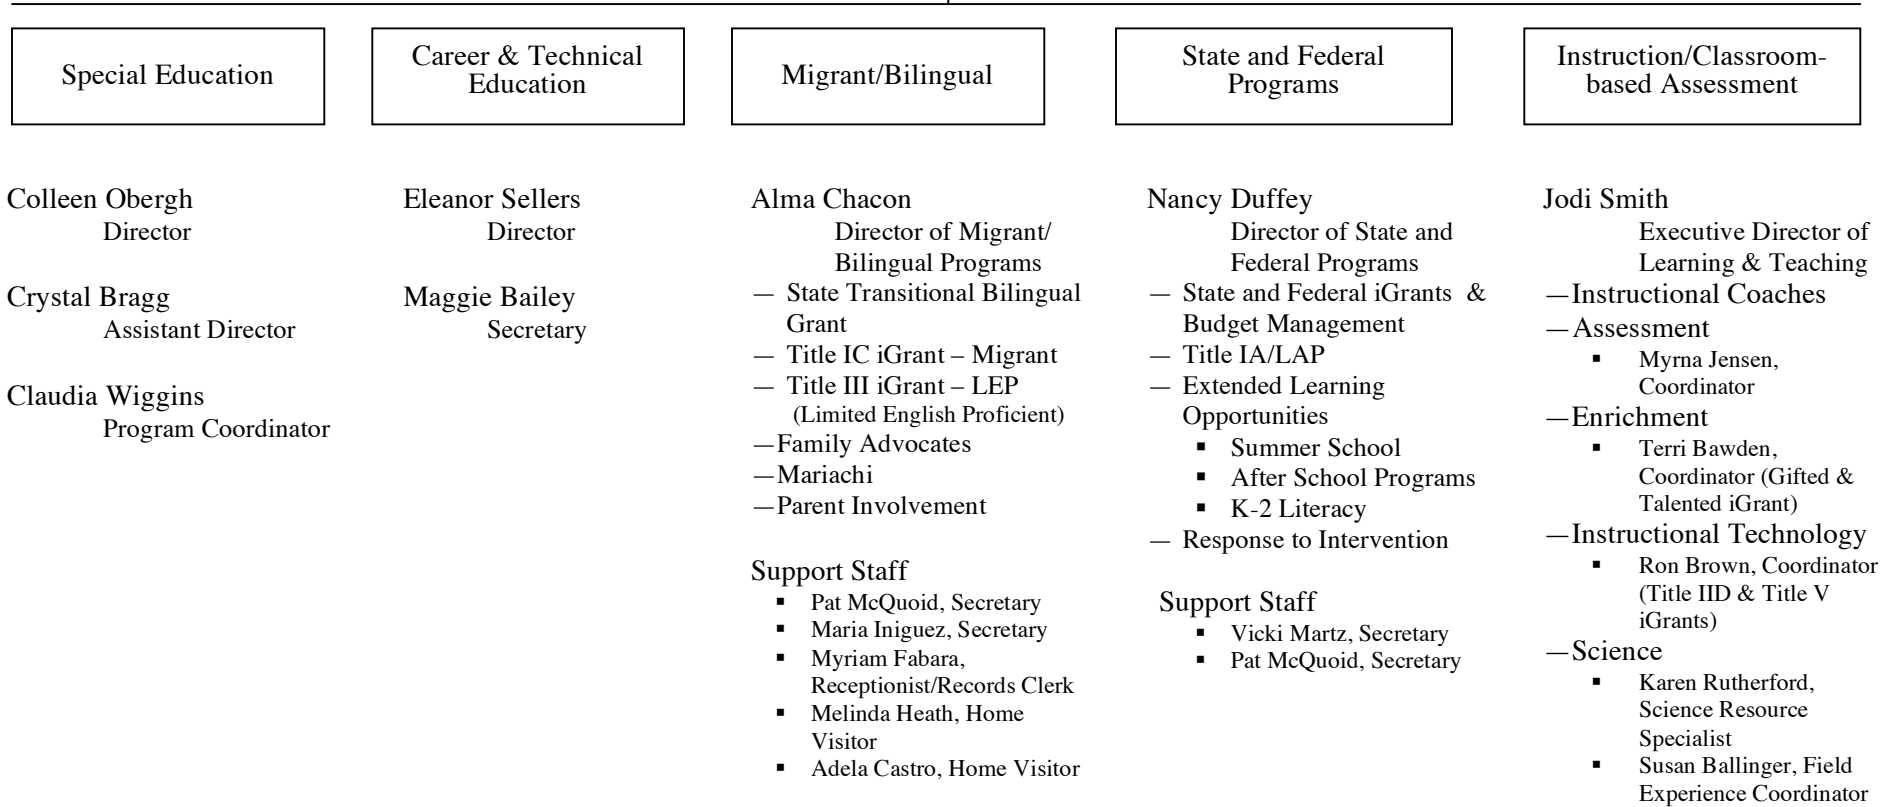 Special Education
Career & Technical
Education
Migrant/Bilingual
State and Federal
Programs
Instruction/Classroom-
based Assessment
Colleen Obergh
Director
Crystal Bragg
Assistant Director
Claudia Wiggins
Program Coordinator
Eleanor Sellers
Director
Maggie Bailey
Secretary
Alma Chacon
Director of Migrant/
Bilingual Programs
— State Transitional Bilingual
Grant
— Title IC iGrant – Migrant
— Title III iGrant – LEP
(Limited English Proficient)
—Family Advocates
—Mariachi
—Parent Involvement
Support Staff
▪ Pat McQuoid, Secretary
▪ Maria Iniguez, Secretary
▪ Myriam Fabara,
Receptionist/Records Clerk
▪ Melinda Heath, Home
Visitor
▪ Adela Castro, Home Visitor
Nancy Duffey
Director of State and
Federal Programs
— State and Federal iGrants &
Budget Management
— Title IA/LAP
— Extended Learning
Opportunities
▪ Summer School
▪ After School Programs
▪ K-2 Literacy
— Response to Intervention
Support Staff
▪ Vicki Martz, Secretary
▪ Pat McQuoid, Secretary
Jodi Smith
Executive Director of
Learning & Teaching
—Instructional Coaches
—Assessment
▪ Myrna Jensen,
Coordinator
—Enrichment
▪ Terri Bawden,
Coordinator (Gifted &
Talented iGrant)
—Instructional Technology
▪ Ron Brown, Coordinator
(Title IID & Title V
iGrants)
—Science
▪ Karen Rutherford,
Science Resource
Specialist
▪ Susan Ballinger, Field
Experience Coordinator